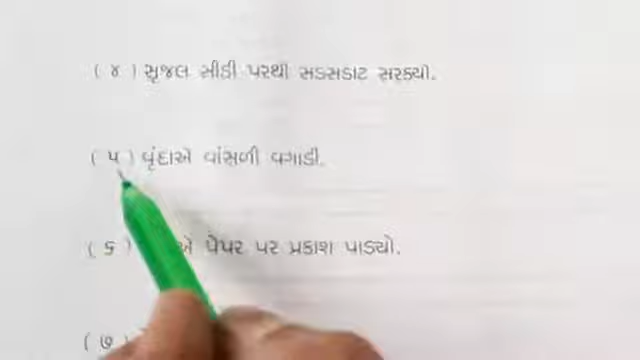 ( ૪ ) સૃજલ સીડી પરથી સડસડાટ સરક્યો.
( ૫ ) વૃંદાએ વાંસળી વગાડી.
( ૬ ) એ પેપર પર પ્રકાશ પાડ્યો.
( ૭ )